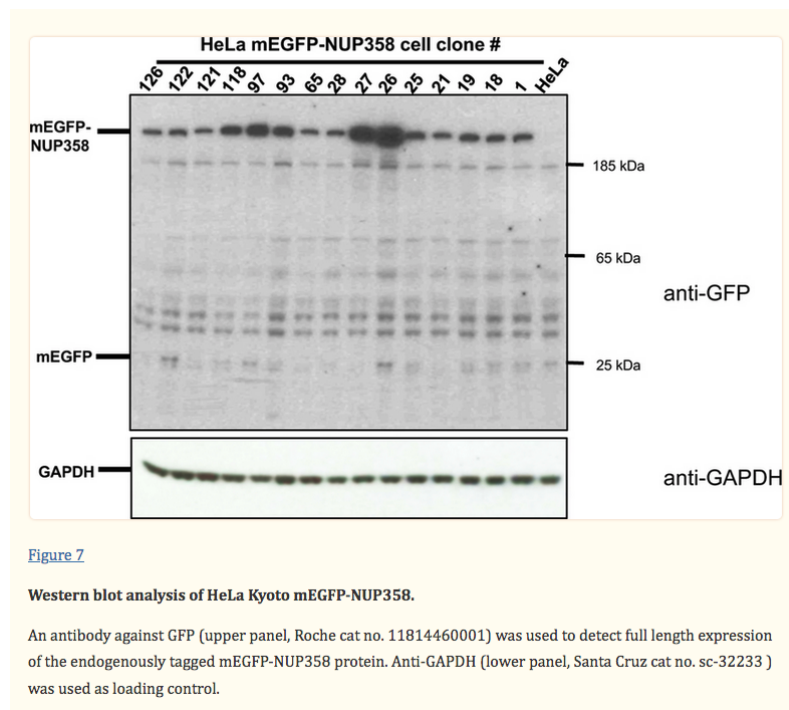 HeLa mEGFP-NUP358 cell clone #
126 122 121 118 97 93 65 28 27 26 25 21 19 18 1 HeLa
mEGFP-
NUP358
185 kDa
65 kDa
anti-GFP
mEGFP
25 kDa
GAPDH
anti-GAPDH
Figure 7
Western blot analysis of HeLa Kyoto mEGFP-NUP358.
An antibody against GFP (upper panel, Roche cat no. 11814460001) was used to detect full length expression
of the endogenously tagged mEGFP-NUP358 protein. Anti-GAPDH (lower panel, Santa Cruz cat no. sc-32233 )
was used as loading control.